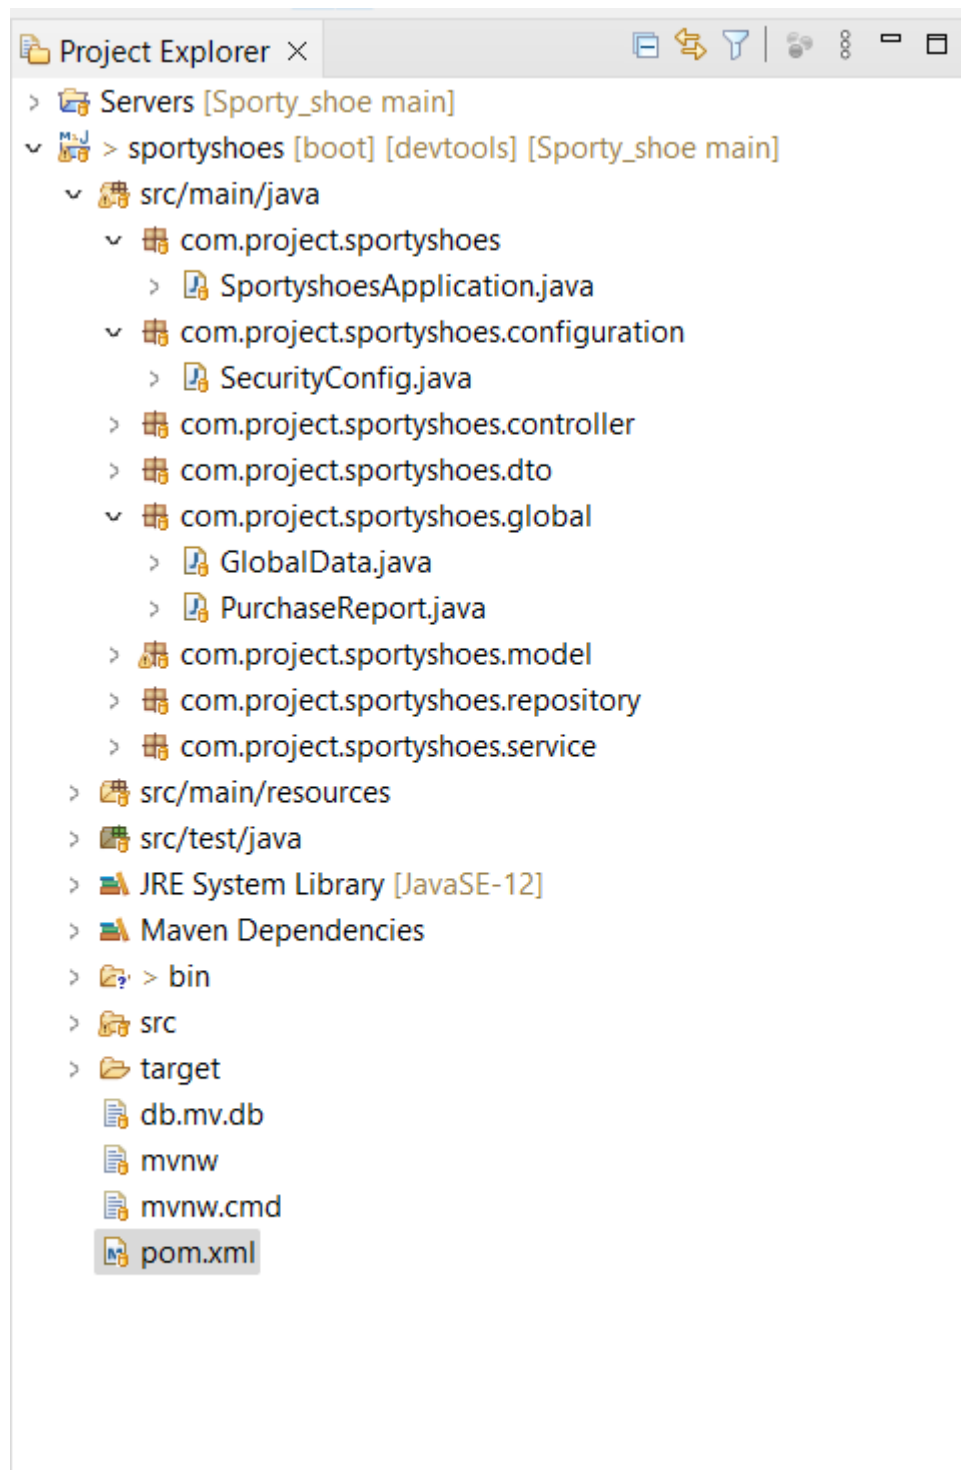 Project Explorer
Servers [Sporty_shoe main]
> sportyshoes [boot] [devtools] [Sporty_shoe main]
src/main/java
com.project.sportyshoes
SportyshoesApplication.java
com.project.sportyshoes.configuration
SecurityConfig.java
com.project.sportyshoes.controller
com.project.sportyshoes.dto
com.project.sportyshoes.global
GlobalData.java
PurchaseReport.java
com.project.sportyshoes.model
com.project.sportyshoes.repository
com.project.sportyshoes.service
src/main/resources
src/test/java
JRE System Library [JavaSE-12]
Maven Dependencies
> bin
src
target
db.mv.db
mvnw
mvnw.cmd
pom.xml